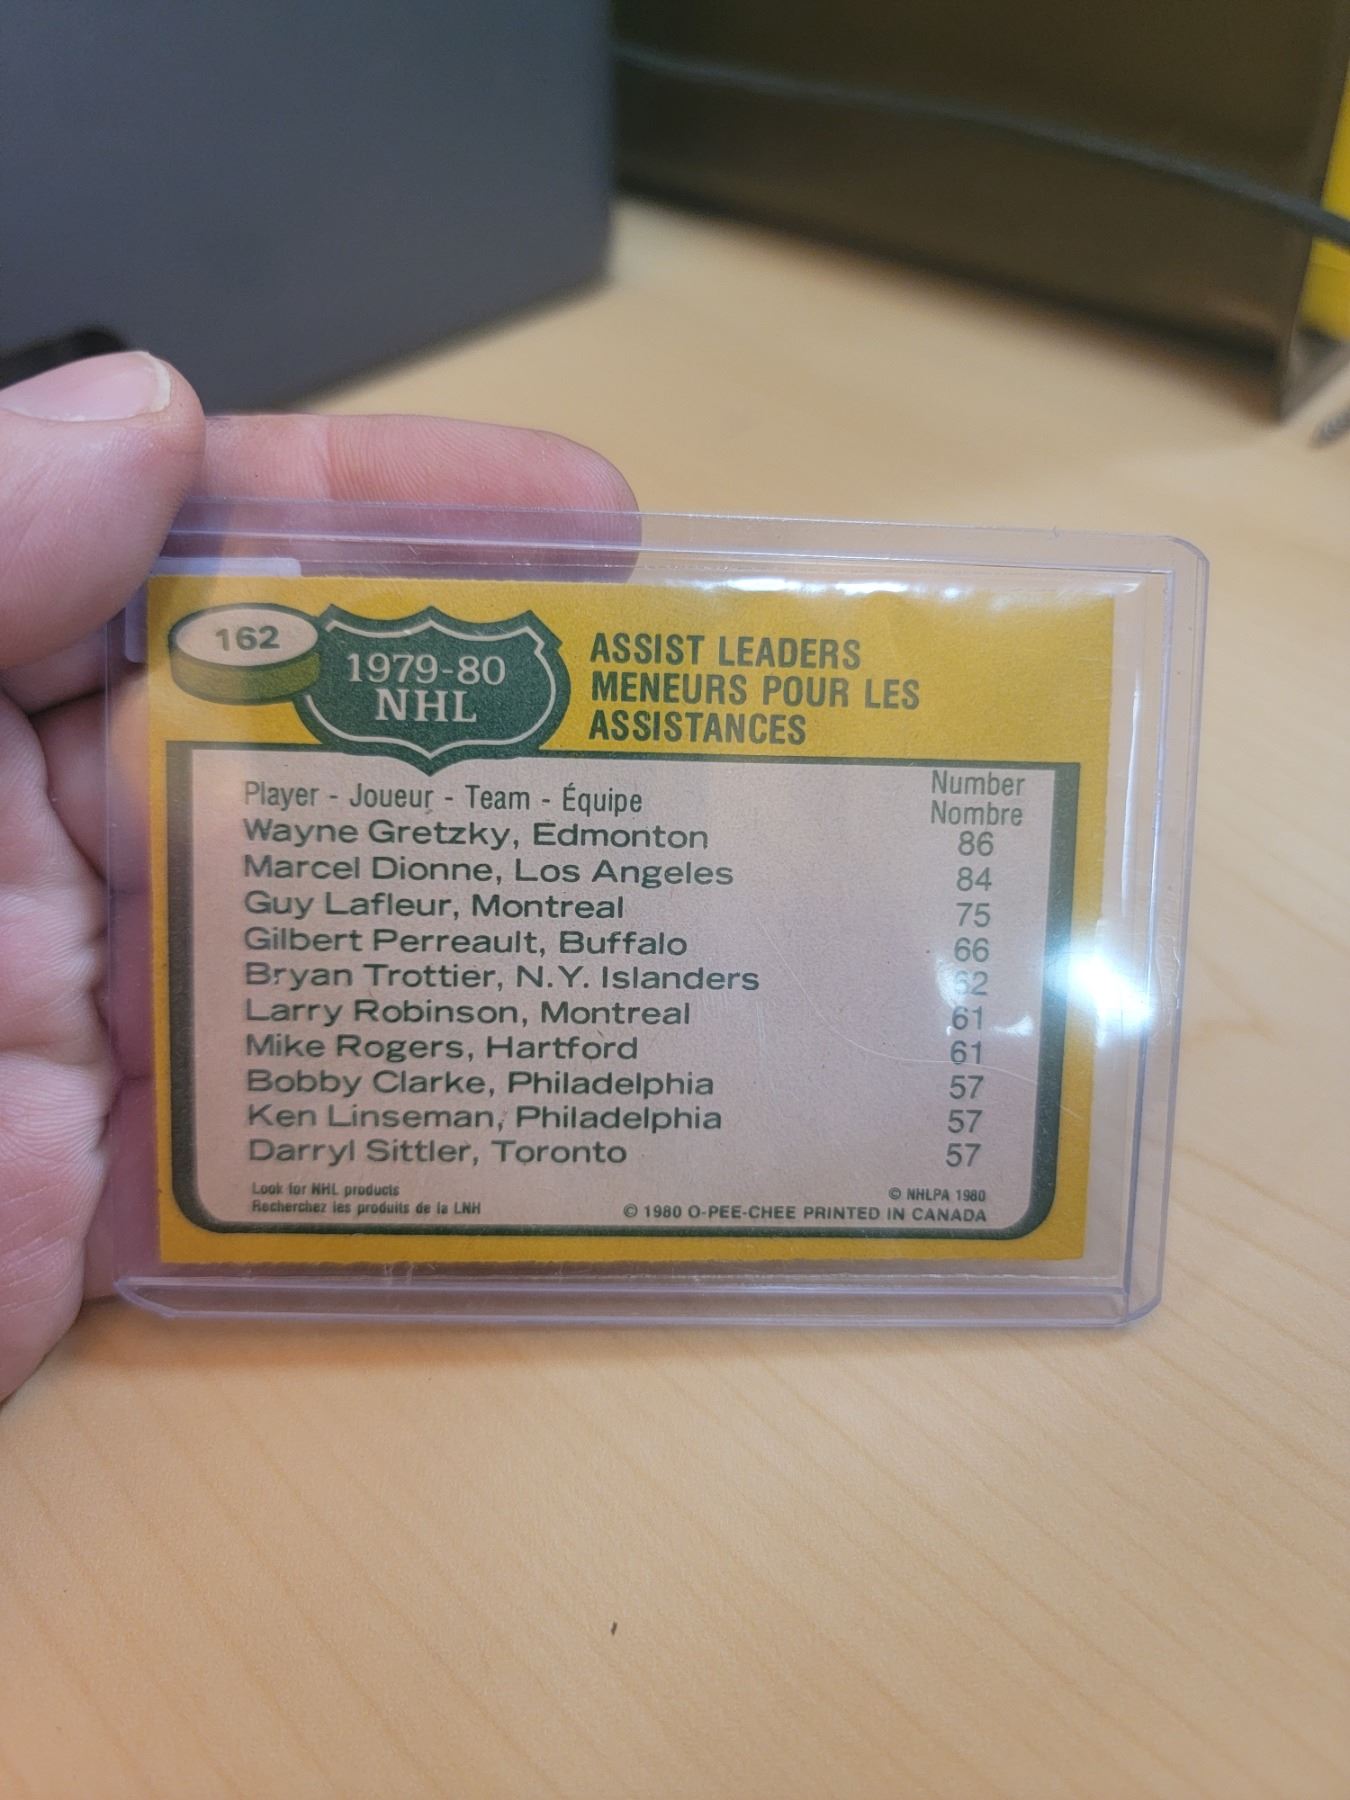 162
1979-80
NHL
ASSIST LEADERS
MENEURS POUR LES
ASSISTANCES
Player - Joueur - Team - Équipe Number
Nombre
Wayne Gretzky, Edmonton 86
Marcel Dionne, Los Angeles 84
Guy Lafleur, Montreal 75
Gilbert Perreault, Buffalo 66
Bryan Trottier, N.Y. Islanders 62
Larry Robinson, Montreal 61
Mike Rogers, Hartford 61
Bobby Clarke, Philadelphia 57
Ken Linseman, Philadelphia 57
Darryl Sittler, Toronto 57
Look for NHL products © NHLPA 1980
Recherchez les produits de la LNH © 1980 O-PEE-CHEE PRINTED IN CANADA